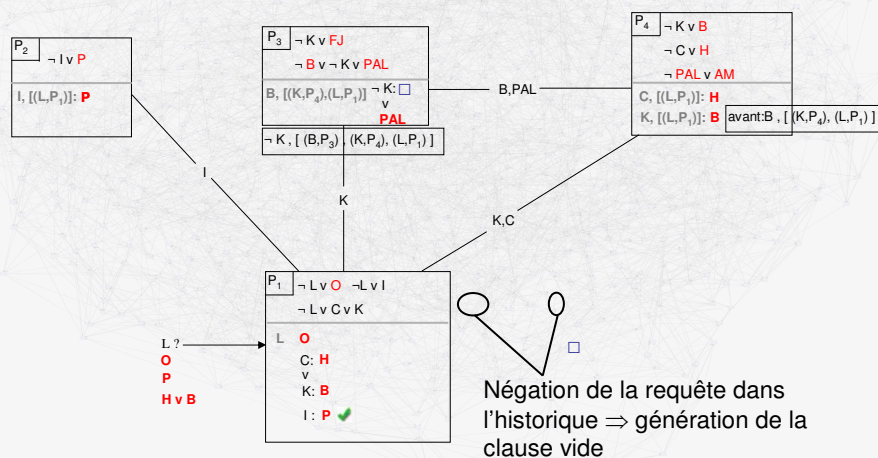 P2
¬ I v P
I, [(L,P1)]: P
P3
¬ K v FJ
¬ B v ¬ K v PAL
B, [(K,P4),(L,P1)] ¬ K: □
v
PAL
¬ K , [ (B,P3) , (K,P4), (L,P1) ]
P4
¬ K v B
¬ C v H
¬ PAL v AM
C, [(L,P1)]: H
K, [(L,P1)]: B
avant:B , [ (K,P4), (L,P1) ]
B,PAL
I
K
K,C
P1
¬ L v O ¬L v I
¬ L v C v K
L O
C: H
v
K: B
I : P ✔
L ?
O
P
H v B
□
Négation de la requête dans
l'historique ⇒ génération de la
clause vide